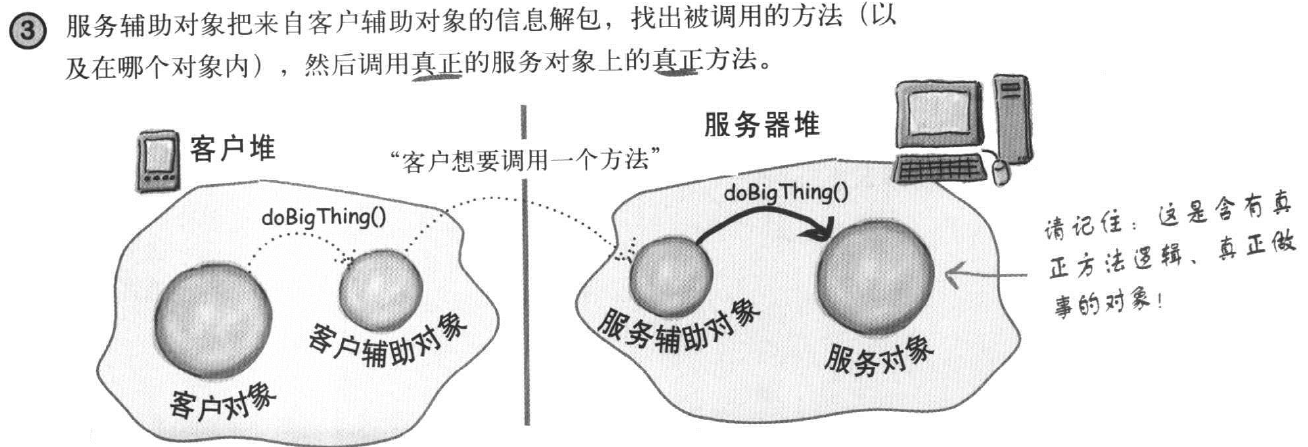 ③ 服务辅助对象把来自客户辅助对象的信息解包，找出被调用的方法（以
及在哪个对象内），然后调用真正的服务对象上的真正方法。
客户堆
服务器堆
“客户想要调用一个方法”
doBigThing()
doBigThing()
客户对象
客户辅助对象
服务辅助对象
服务对象
请记住：这是含有真
正方法逻辑、真正做
事的对象！